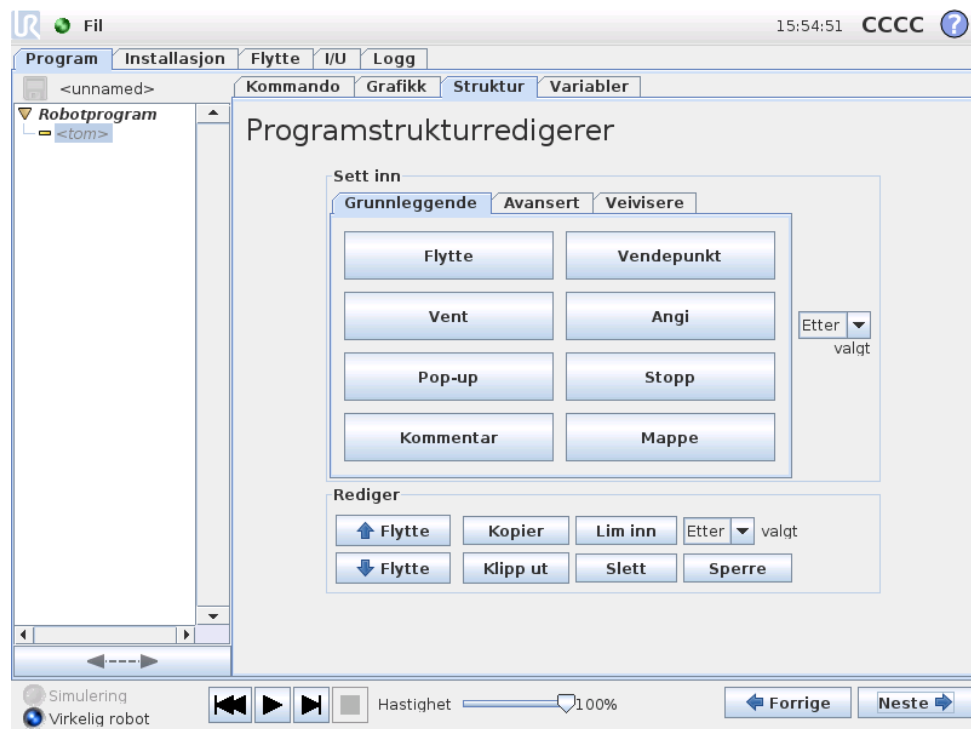 UR Fil 15:54:51 CCCC ?
Program Installasjon Flytte I/U Logg
<unnamed>
Kommando Grafikk Struktur Variabler
Robotprogram
<tom>
Programstrukturredigerer
Sett inn
Grunnleggende Avansert Veivisere
Flytte Vendepunkt
Vent Angi
Etter
valgt
Pop-up Stopp
Kommentar Mappe
Rediger
Flytte Kopier Lim inn Etter valgt
Flytte Klipp ut Slett Sperre
Simulering
Virkelig robot
Hastighet 100%
Forrige Neste